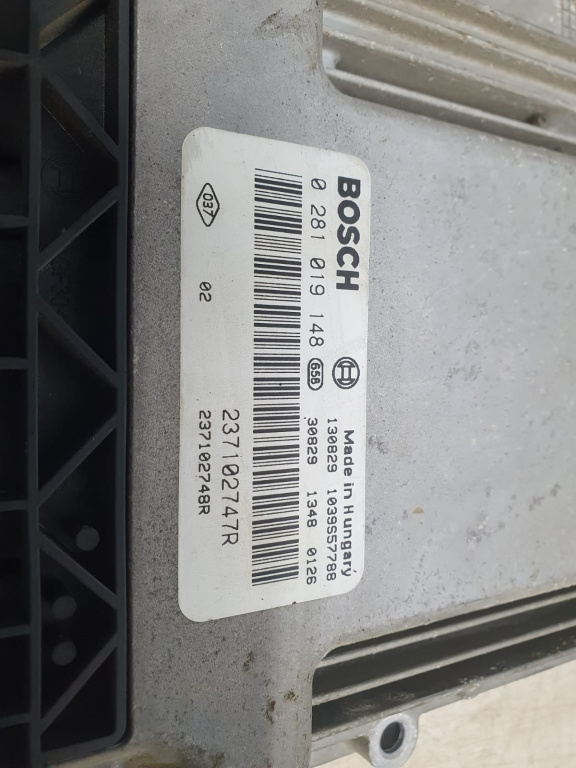 BOSCH
Made in Hungary
0 281 019 148
658
130829 1039S57788
30829 1348 0126
037
02
237102747R
237102748R